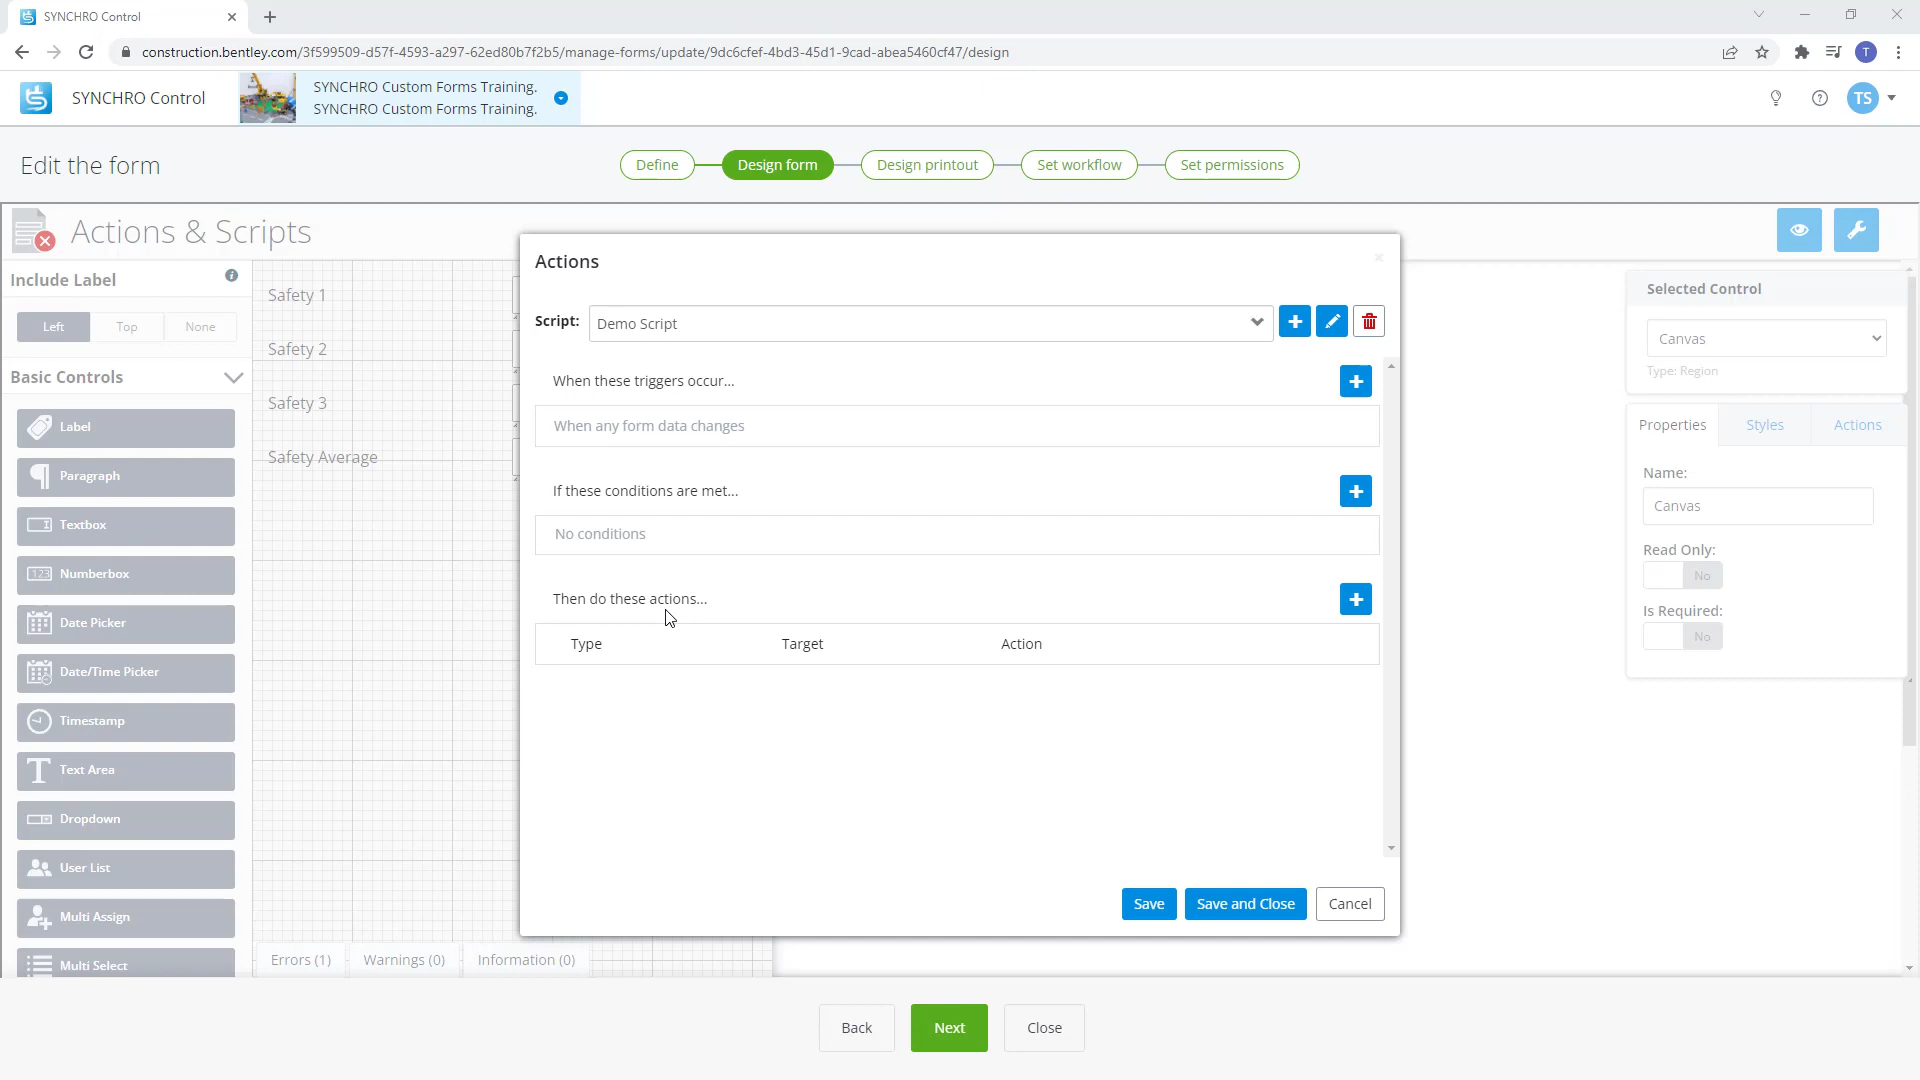 SYNCHRO Control
construction.bentley.com/3f599509-d57f-4593-a297-62ed80b7f2b5/manage-forms/update/9dc6cfef-4bd3-45d1-9cad-abea5460cf47/design
T
SYNCHRO Control
SYNCHRO Custom Forms Training.
SYNCHRO Custom Forms Training.
TS
Edit the form
Define
Design form
Design printout
Set workflow
Set permissions
Actions & Scripts
Include Label
Left
Top
None
Basic Controls
Label
Paragraph
Textbox
123
Numberbox
Date Picker
Date/Time Picker
Timestamp
Text Area
Dropdown
User List
Multi Assign
Multi Select
Safety 1
Safety 2
Safety 3
Safety Average
Errors (1)
Warnings (0)
Information (0)
Actions
Script:
Demo Script
When these triggers occur...
When any form data changes
If these conditions are met...
No conditions
Then do these actions...
Type
Target
Action
Save
Save and Close
Cancel
Selected Control
Canvas
Type: Region
Properties
Styles
Actions
Name:
Canvas
Read Only:
No
Is Required:
No
Back
Next
Close